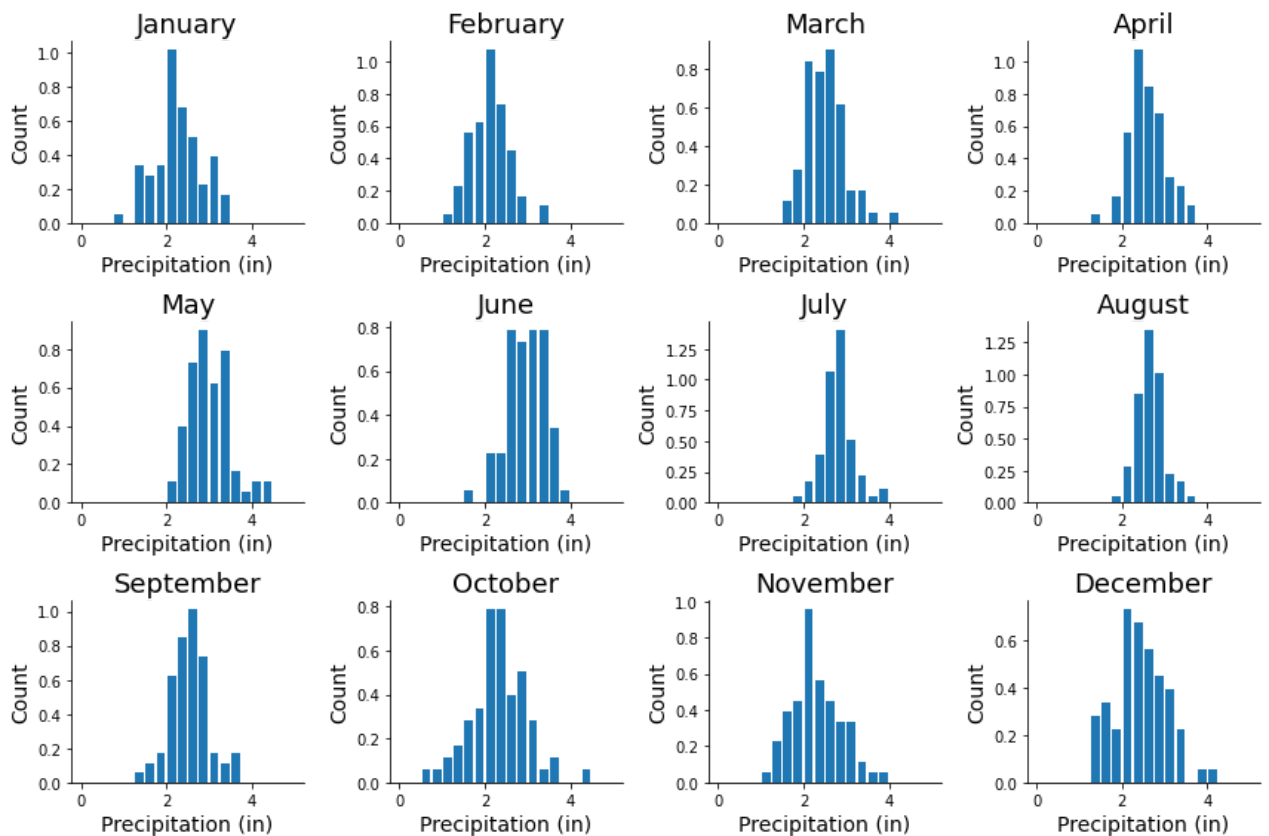 January
February
March
April
1.0
0.8
0.6
0.4
0.2
0.0
Count
0 2 4
Precipitation (in)
1.0
0.8
0.6
0.4
0.2
0.0
Count
0 2 4
Precipitation (in)
0.8
0.6
0.4
0.2
0.0
Count
0 2 4
Precipitation (in)
1.0
0.8
0.6
0.4
0.2
0.0
Count
0 2 4
Precipitation (in)
May
June
July
August
0.8
0.6
0.4
0.2
0.0
Count
0 2 4
Precipitation (in)
0.8
0.6
0.4
0.2
0.0
Count
0 2 4
Precipitation (in)
1.25
1.00
0.75
0.50
0.25
0.00
Count
0 2 4
Precipitation (in)
1.25
1.00
0.75
0.50
0.25
0.00
Count
0 2 4
Precipitation (in)
September
October
November
December
1.0
0.8
0.6
0.4
0.2
0.0
Count
0 2 4
Precipitation (in)
0.8
0.6
0.4
0.2
0.0
Count
0 2 4
Precipitation (in)
1.0
0.8
0.6
0.4
0.2
0.0
Count
0 2 4
Precipitation (in)
0.6
0.4
0.2
0.0
Count
0 2 4
Precipitation (in)